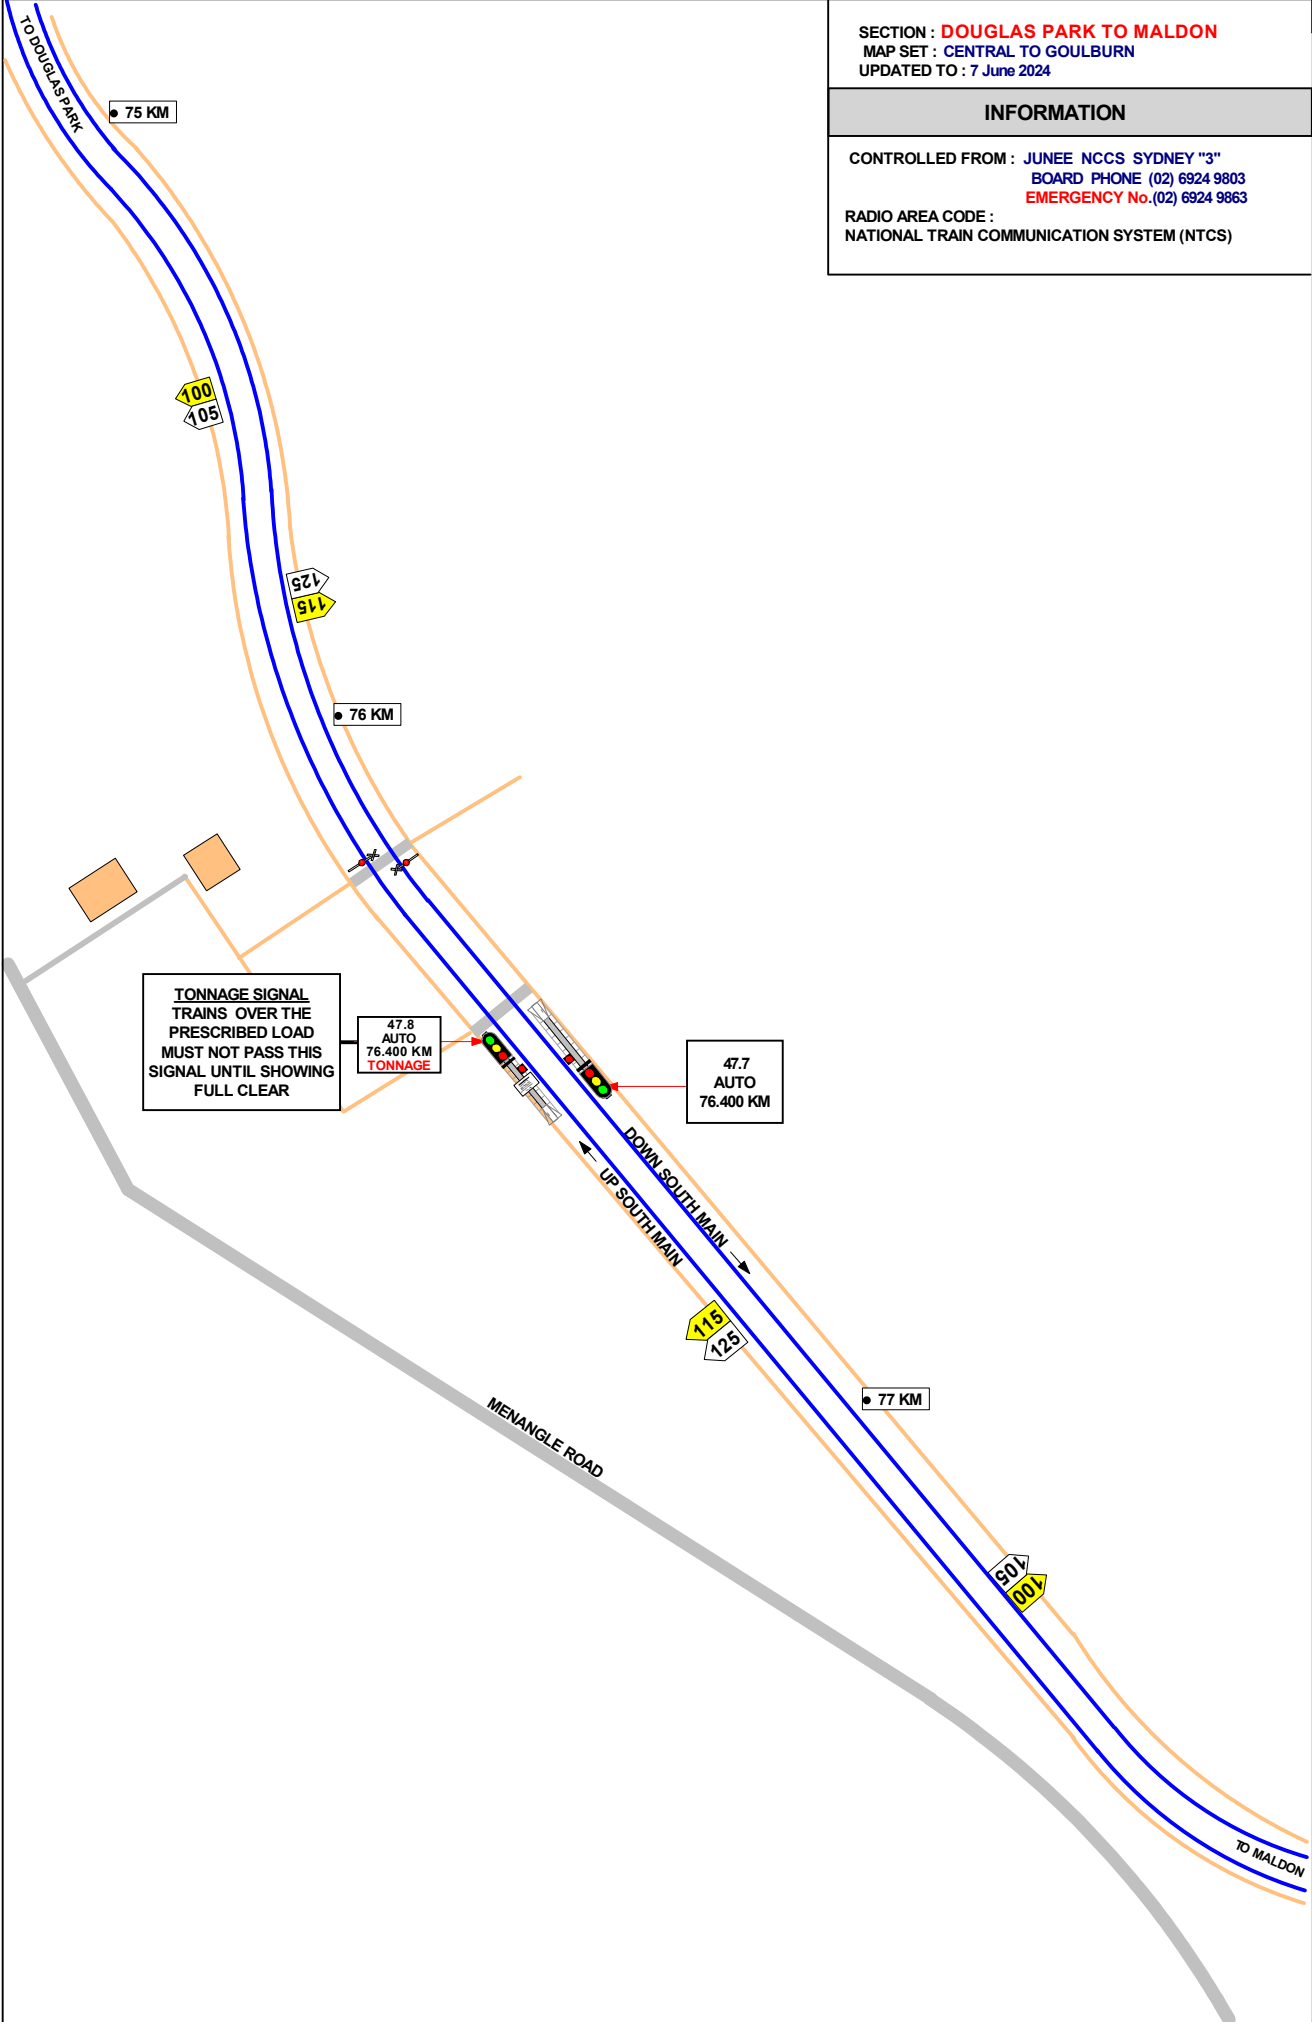 SECTION : DOUGLAS PARK TO MALDON
MAP SET : CENTRAL TO GOULBURN
UPDATED TO : 7 June 2024
INFORMATION
CONTROLLED FROM : JUNEE NCCS SYDNEY "3"
BOARD PHONE (02) 6924 9803
EMERGENCY No.(02) 6924 9863
RADIO AREA CODE :
NATIONAL TRAIN COMMUNICATION SYSTEM (NTCS)
TO DOUGLAS PARK
75 KM
100
105
125
115
76 KM
TONNAGE SIGNAL
TRAINS OVER THE
PRESCRIBED LOAD
MUST NOT PASS THIS
SIGNAL UNTIL SHOWING
FULL CLEAR
47.8
AUTO
76.400 KM
TONNAGE
47.7
AUTO
76.400 KM
DOWN SOUTH MAIN
UP SOUTH MAIN
115
125
77 KM
MENANGLE ROAD
105
100
TO MALDON